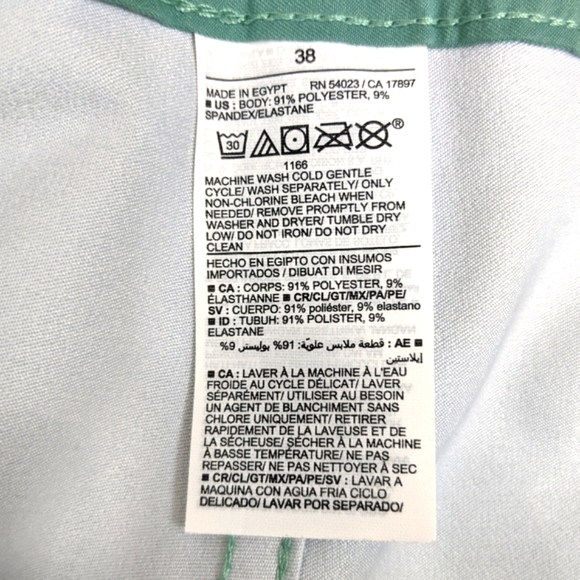 38
MADE IN EGYPT RN 54023 / CA 17897
■ US : BODY: 91% POLYESTER, 9%
SPANDEX/ELASTANE
30 ®
1166
MACHINE WASH COLD GENTLE
CYCLE/ WASH SEPARATELY/ ONLY
NON-CHLORINE BLEACH WHEN
NEEDED/ REMOVE PROMPTLY FROM
WASHER AND DRYER/ TUMBLE DRY
LOW/ DO NOT IRON/ DO NOT DRY
CLEAN
HECHO EN EGIPTO CON INSUMOS
IMPORTADOS / DIBUAT DI MESIR
■ CA : CORPS: 91% POLYESTER, 9%
ÉLASTHANNE ■ CR/CL/GT/MX/PA/PE/
SV : CUERPO: 91% poliéster, 9% elastano
■ ID : TUBUH: 91% POLISTER, 9%
ELASTANE
■ AE : قطعة ملابس علويّة: 91% بوليستر 9%
إيلاستين
■ CA : LAVER À LA MACHINE À L'EAU
FROIDE AU CYCLE DÉLICAT/ LAVER
SÉPARÉMENT/ UTILISER AU BESOIN
UN AGENT DE BLANCHIMENT SANS
CHLORE UNIQUEMENT/ RETIRER
RAPIDEMENT DE LA LAVEUSE ET DE
LA SÉCHEUSE/ SÉCHER À LA MACHINE
À BASSE TEMPÉRATURE/ NE PAS
REPASSER/ NE PAS NETTOYER À SEC
■ CR/CL/GT/MX/PA/PE/SV : LAVAR A
MAQUINA CON AGUA FRIA CICLO
DELICADO/ LAVAR POR SEPARADO/